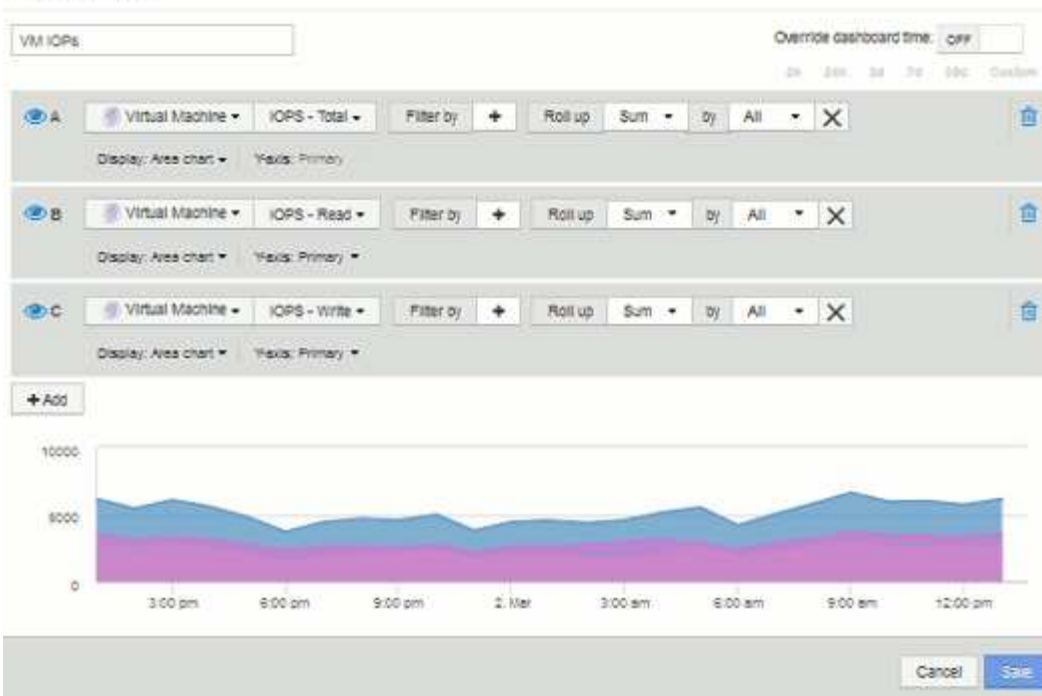 VM IOPs
Override dashboard time: OFF
3d 7d Custom
A Virtual Machine IOPS - Total Filter by + Roll up Sum by All
Display: Area chart Y-axis: Primary
B Virtual Machine IOPS - Read Filter by + Roll up Sum by All
Display: Area chart Y-axis: Primary
C Virtual Machine IOPS - Write Filter by + Roll up Sum by All
Display: Area chart Y-axis: Primary
+ Add
10000
5000
0
3:00 pm 6:00 pm 9:00 pm 2. Mar 3:00 am 6:00 am 9:00 am 12:00 pm
Cancel Save